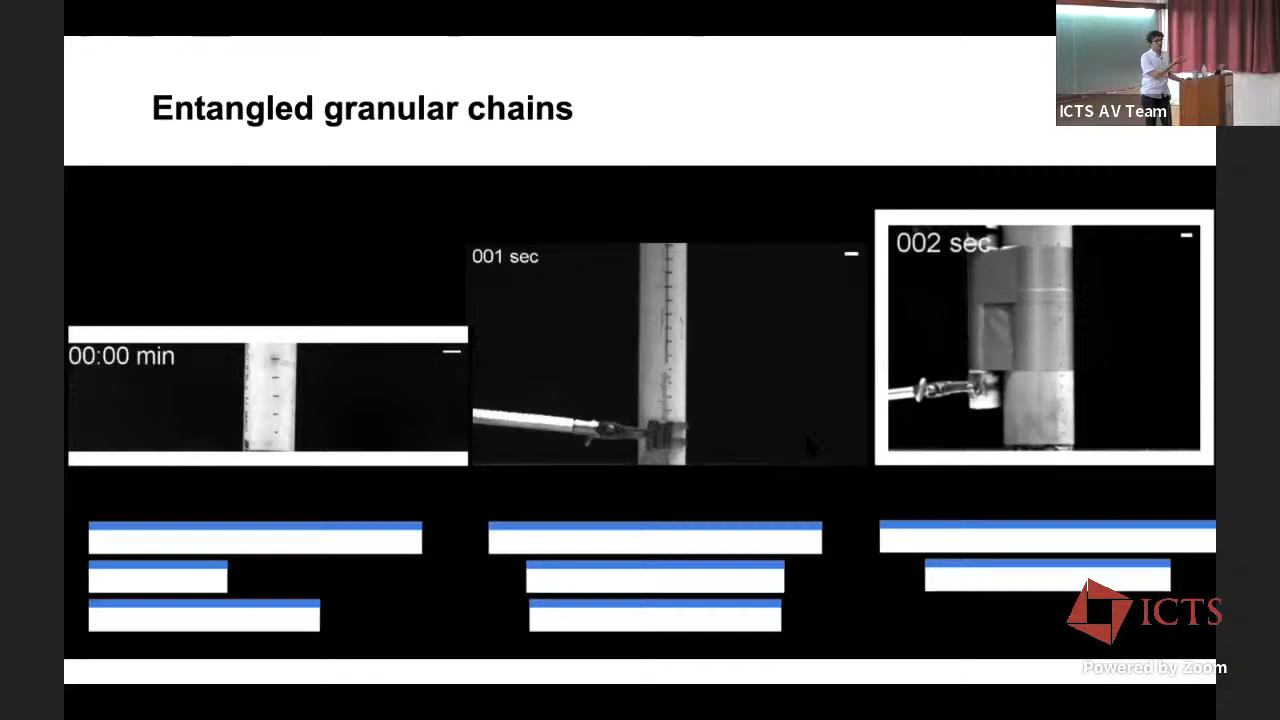 Entangled granular chains
ICTS AV Team
001 sec
002 sec
00:00 min
ICTS
Powered by Zoom